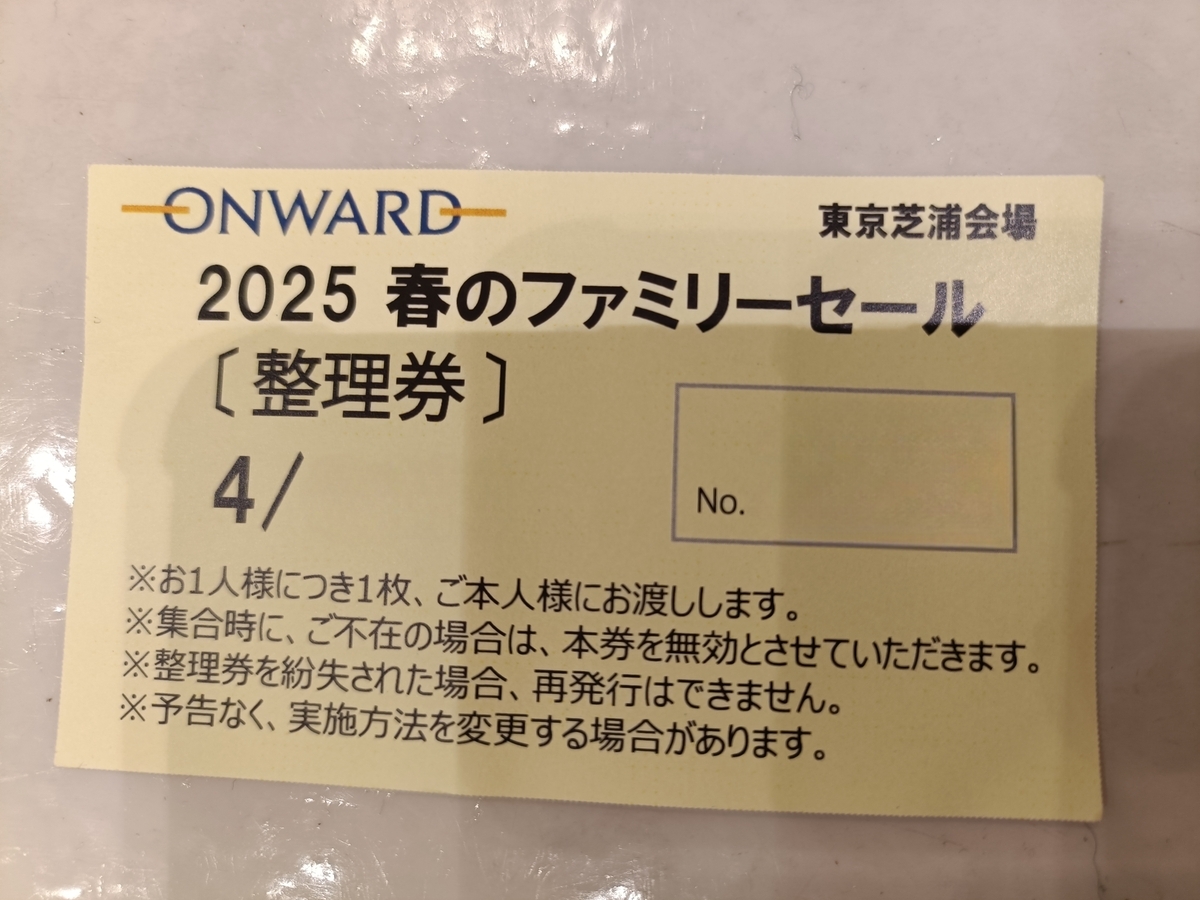 ONWARD
東京芝浦会場
2025 春のファミリーセール
〔整理券〕
4/
No.
※お1人様につき1枚、ご本人様にお渡しします。
※集合時に、ご不在の場合は、本券を無効とさせていただきます。
※整理券を紛失された場合、再発行はできません。
※予告なく、実施方法を変更する場合があります。